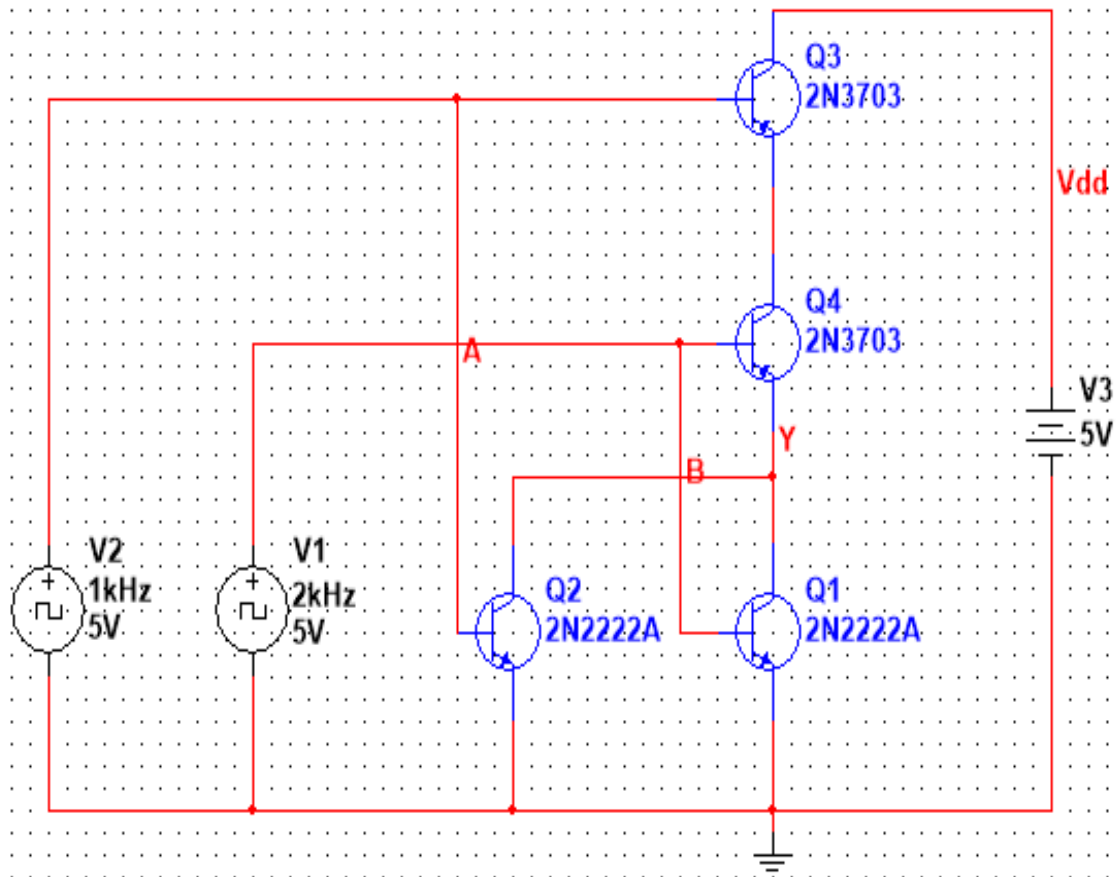 Q3
2N3703
Vdd
Q4
2N3703
A
V3
5V
Y
B
V2
1kHz
5V
V1
2kHz
5V
Q2
2N2222A
Q1
2N2222A